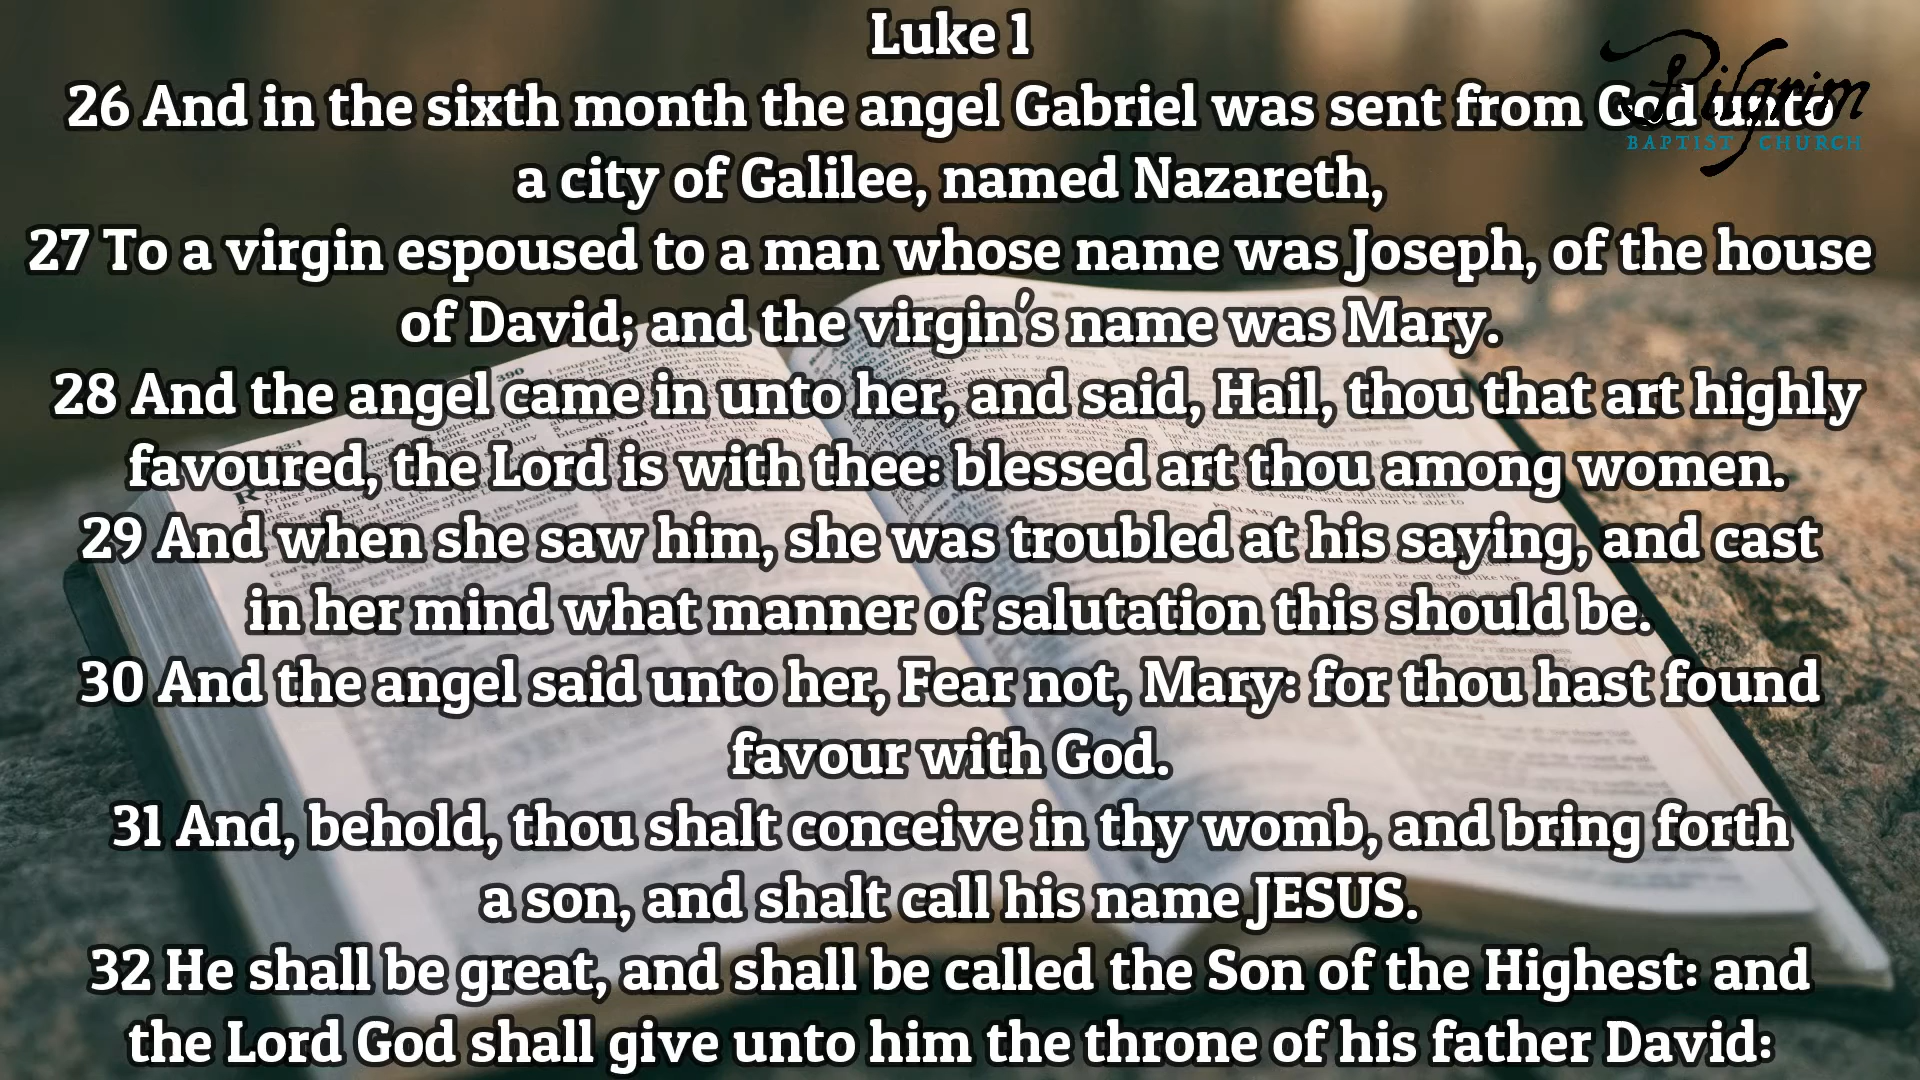 Luke 1
26 And in the sixth month the angel Gabriel was sent from God unto
a city of Galilee, named Nazareth,
27 To a virgin espoused to a man whose name was Joseph, of the house
of David; and the virgin's name was Mary.
28 And the angel came in unto her, and said, Hail, thou that art highly
favoured, the Lord is with thee: blessed art thou among women.
29 And when she saw him, she was troubled at his saying, and cast
in her mind what manner of salutation this should be.
30 And the angel said unto her, Fear not, Mary: for thou hast found
favour with God.
31 And, behold, thou shalt conceive in thy womb, and bring forth
a son, and shalt call his name JESUS.
32 He shall be great, and shall be called the Son of the Highest: and
the Lord God shall give unto him the throne of his father David:
Pilgrim
BAPTIST CHURCH
390
PSALM 37